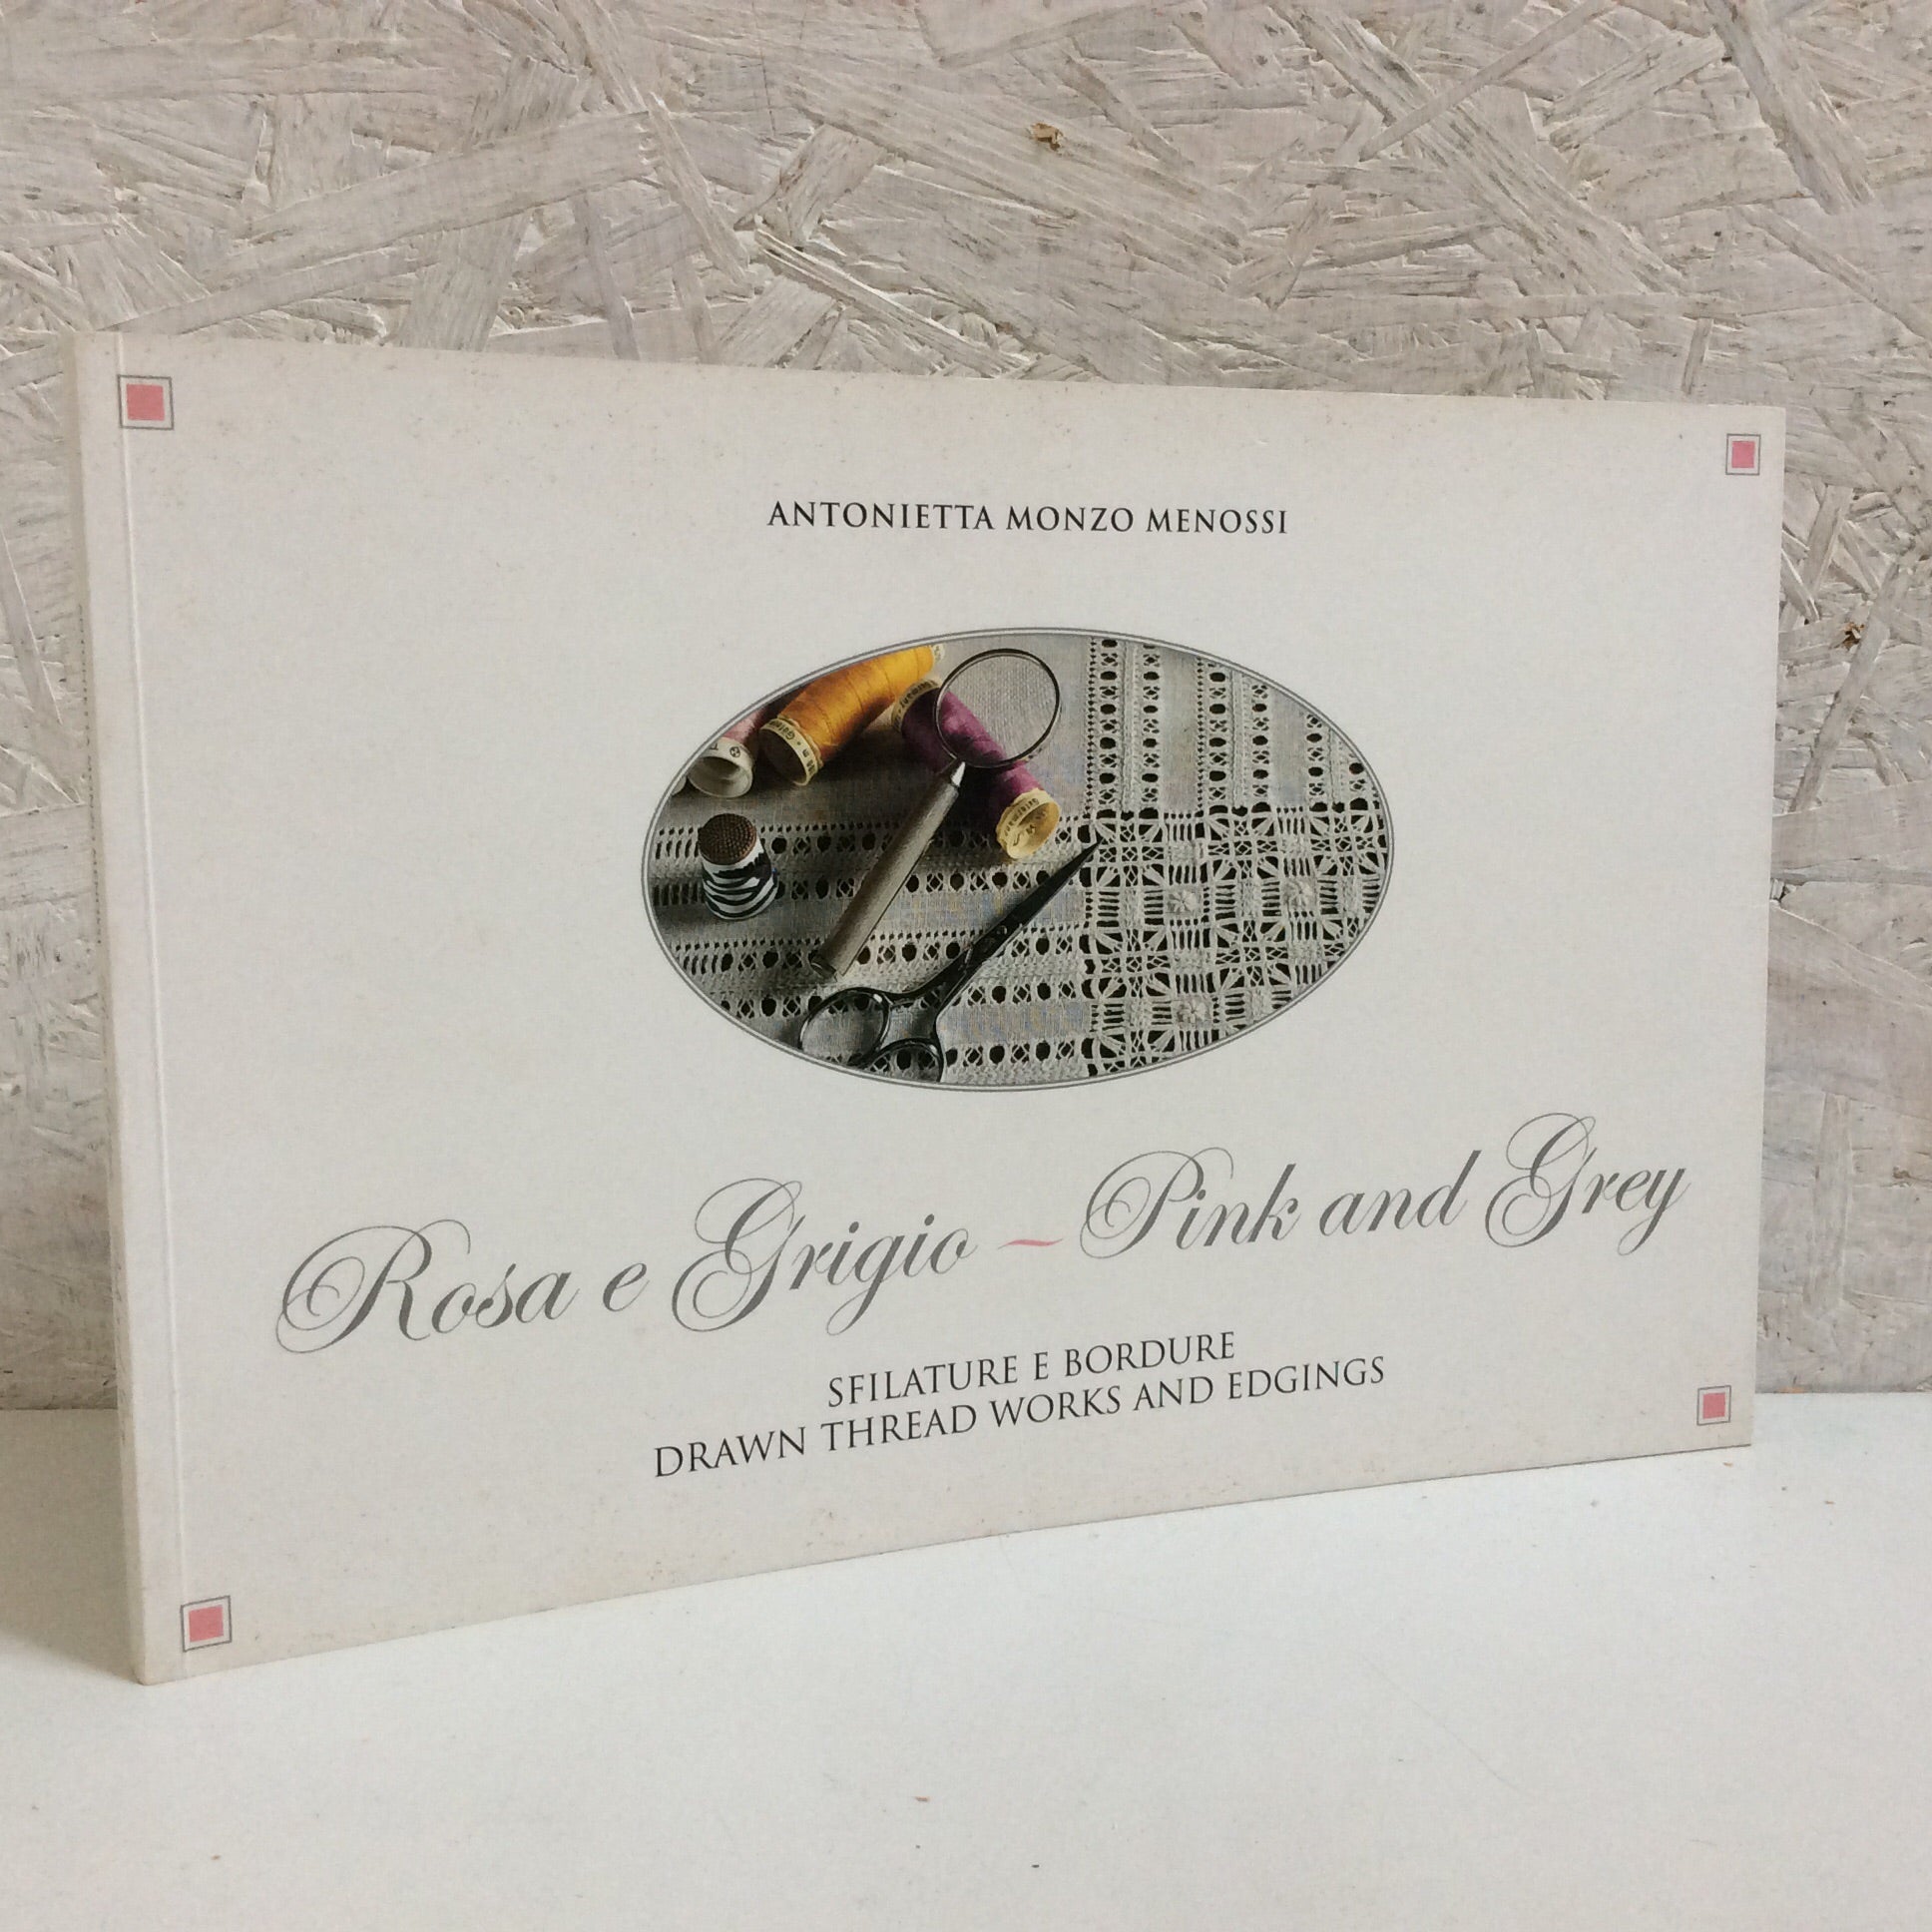 ANTONIETTA MONZO MENOSSI
Rosa e Grigio ~ Pink and Grey
SFILATURE E BORDURE
DRAWN THREAD WORKS AND EDGINGS